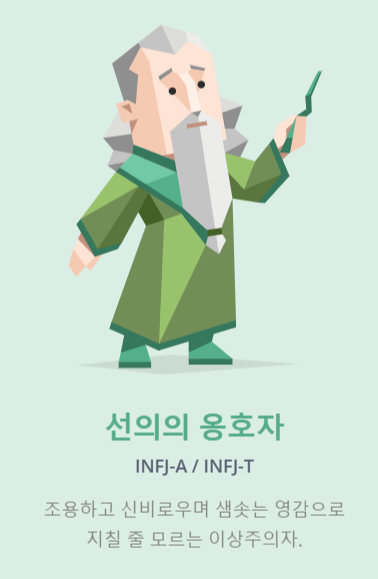 선의의 옹호자
INFJ-A / INFJ-T
조용하고 신비로우며 샘솟는 영감으로
지칠 줄 모르는 이상주의자.